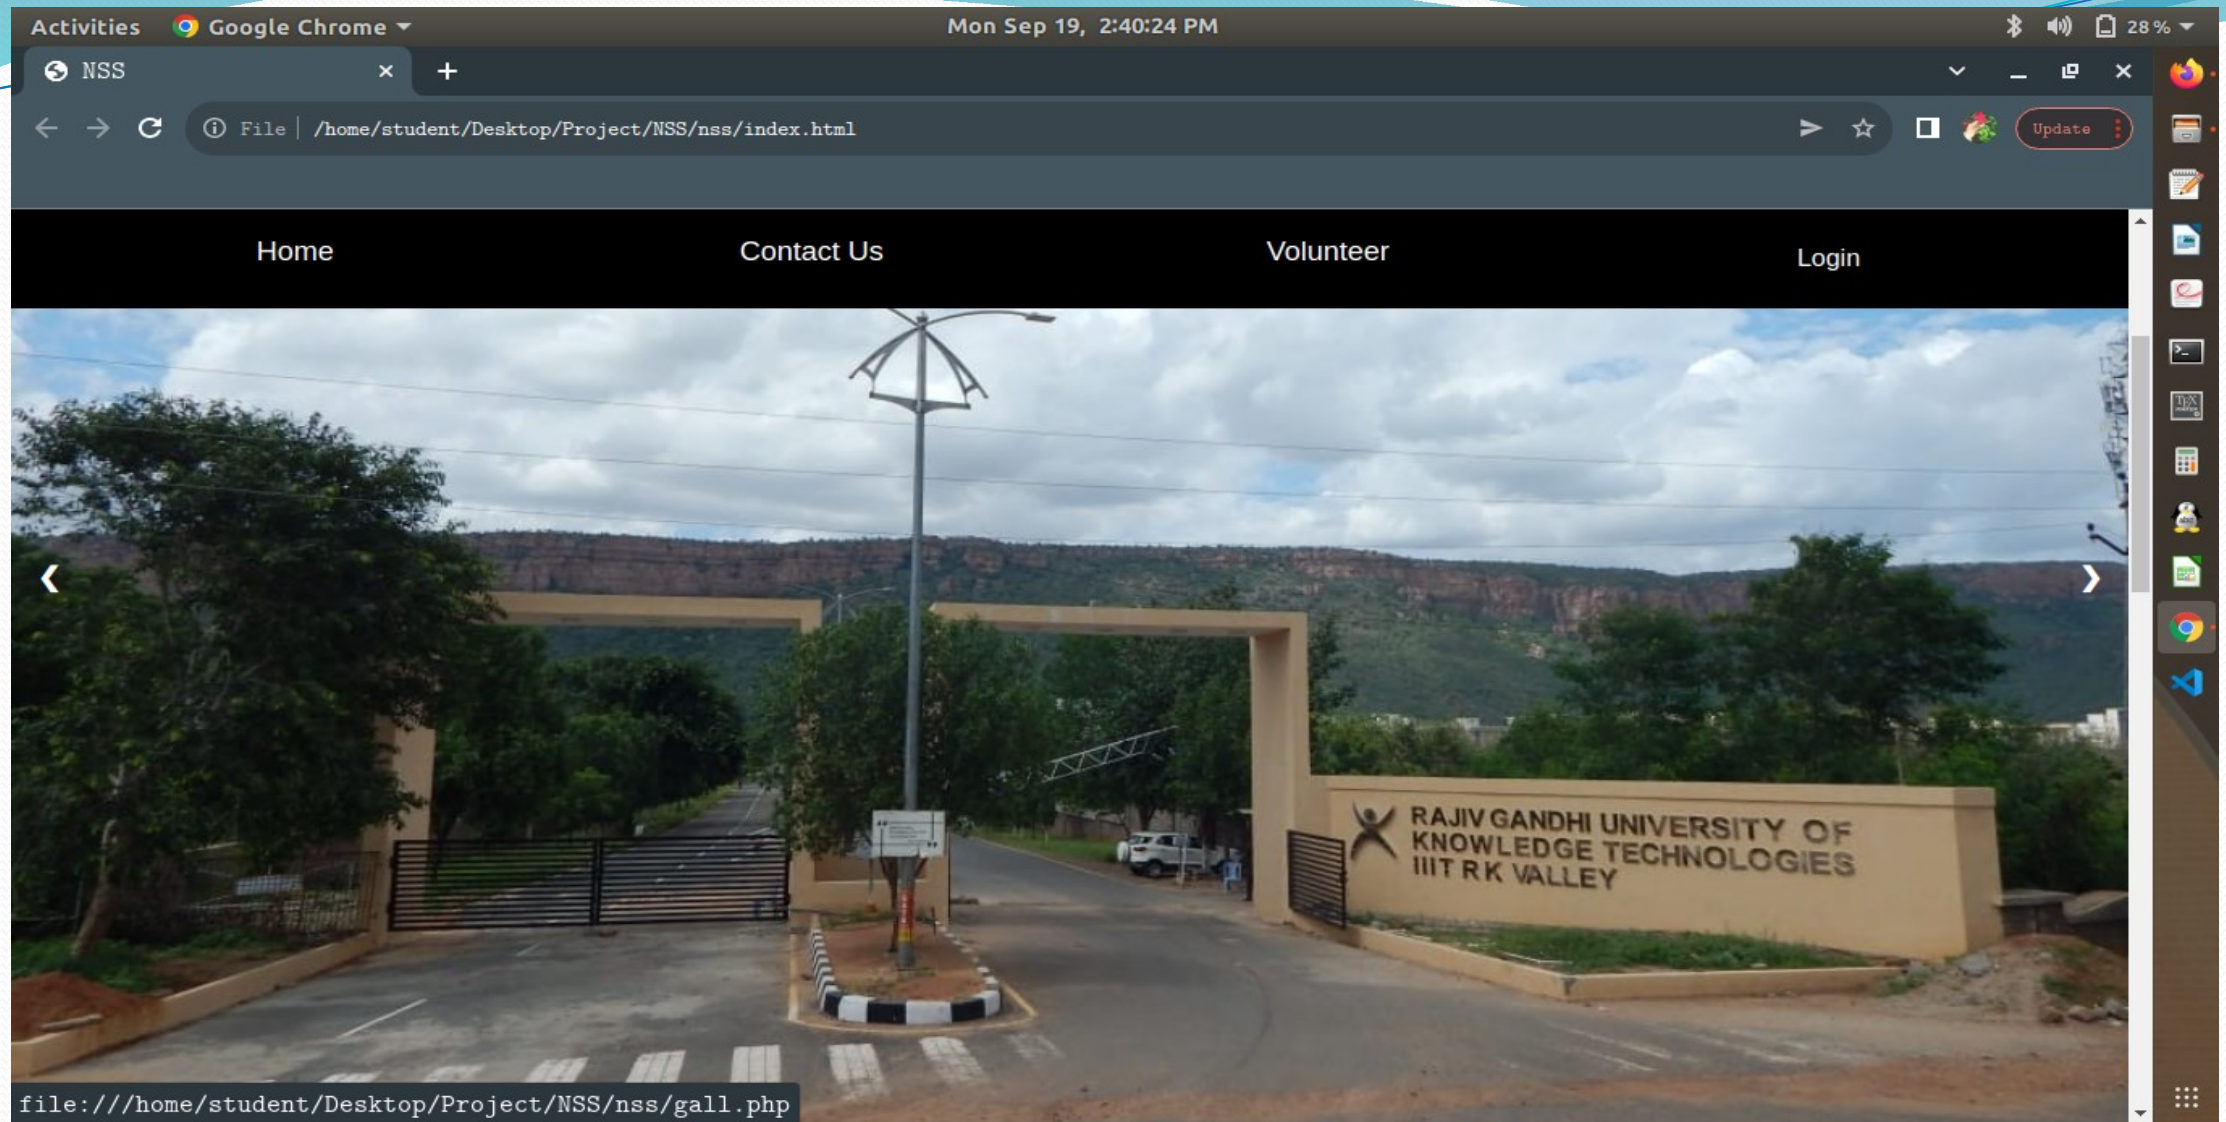 Activities Google Chrome Mon Sep 19, 2:40:24 PM 28%
NSS
File /home/student/Desktop/Project/NSS/nss/index.html Update
Home Contact Us Volunteer Login
RAJIV GANDHI UNIVERSITY OF
KNOWLEDGE TECHNOLOGIES
IIIT RK VALLEY
file:///home/student/Desktop/Project/NSS/nss/gall.php